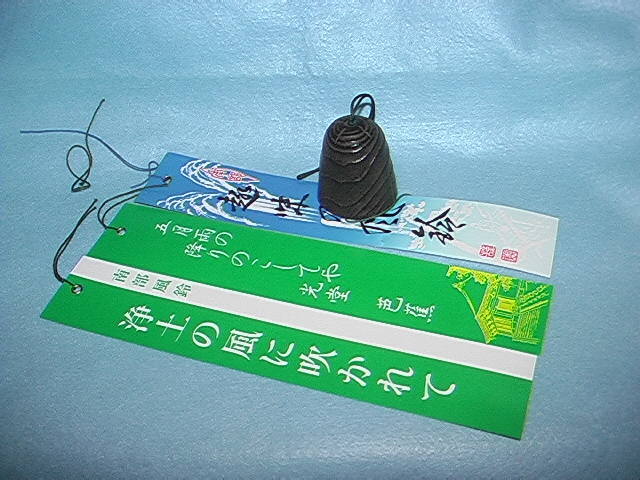 五月雨の
降りのこしてや
光堂
芭蕉
南部風鈴
浄土の風に吹かれて